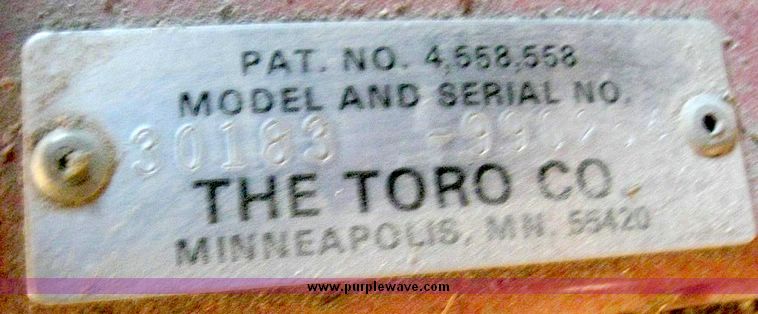 PAT. NO. 4,558,558
MODEL AND SERIAL NO.
30183
THE TORO CO.
MINNEAPOLIS, MN. 55420
www.purplewave.com